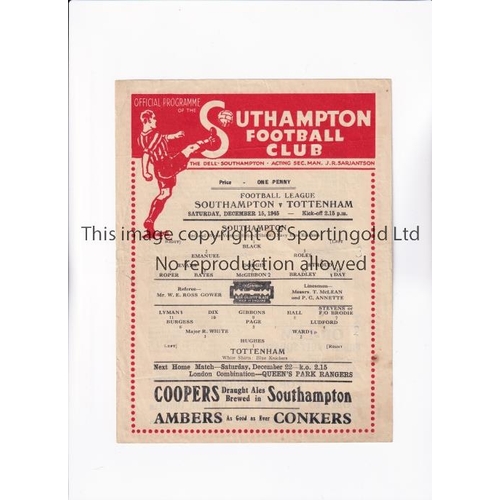 OFFICIAL PROGRAMME
OF THE
SOUTHAMPTON
FOOTBALL
CLUB
THE DELL · SOUTHAMPTON - ACTING SEC. MAN. J. R. SARJANTSON
Price - ONE PENNY
FOOTBALL LEAGUE
SOUTHAMPTON v TOTTENHAM
SATURDAY, DECEMBER 15, 1945 - Kick-off 2.15 p.m.
SOUTHAMPTON
This image copyright of Sportingold Ltd
BLACK
EMANUEL ROLES
No reproduction allowed
ROPER BATES McGIBBON 2 BRADLEY 4 DAY
Referee— Linesmen—
Mr. W. E. ROSS GOWER Messrs. T. McLEAN
and P. C. ANNETTE
STEVENS or
LYMAN DIX GIBBONS HALL F/O BRODIE
BURGESS PAGE LUDFORD
Major R. WHITE WARD
HUGHES
TOTTENHAM
White Shirts, Blue Knickers
Next Home Match—Saturday, December 22—k.o. 2.15
London Combination—QUEEN'S PARK RANGERS
COOPERS Draught Ales Brewed in Southampton
AMBERS As Good as Ever CONKERS